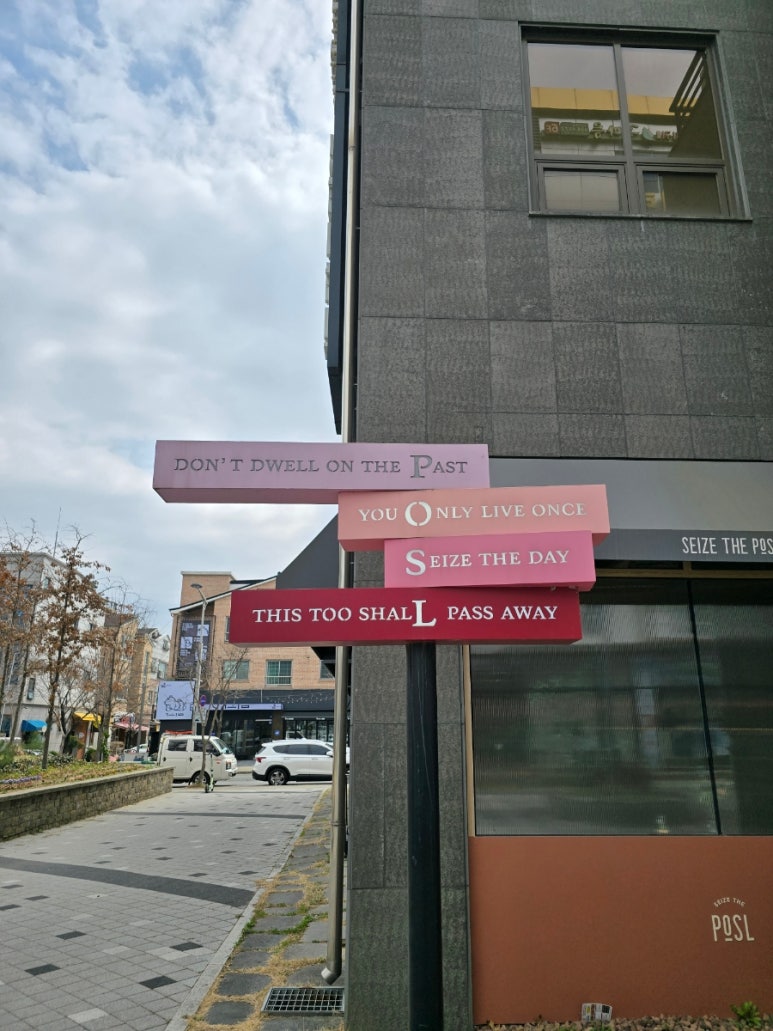 DON'T DWELL ON THE PAST
YOU ONLY LIVE ONCE
SEIZE THE DAY
THIS TOO SHALL PASS AWAY
SEIZE THE
SEIZE THE
POSL